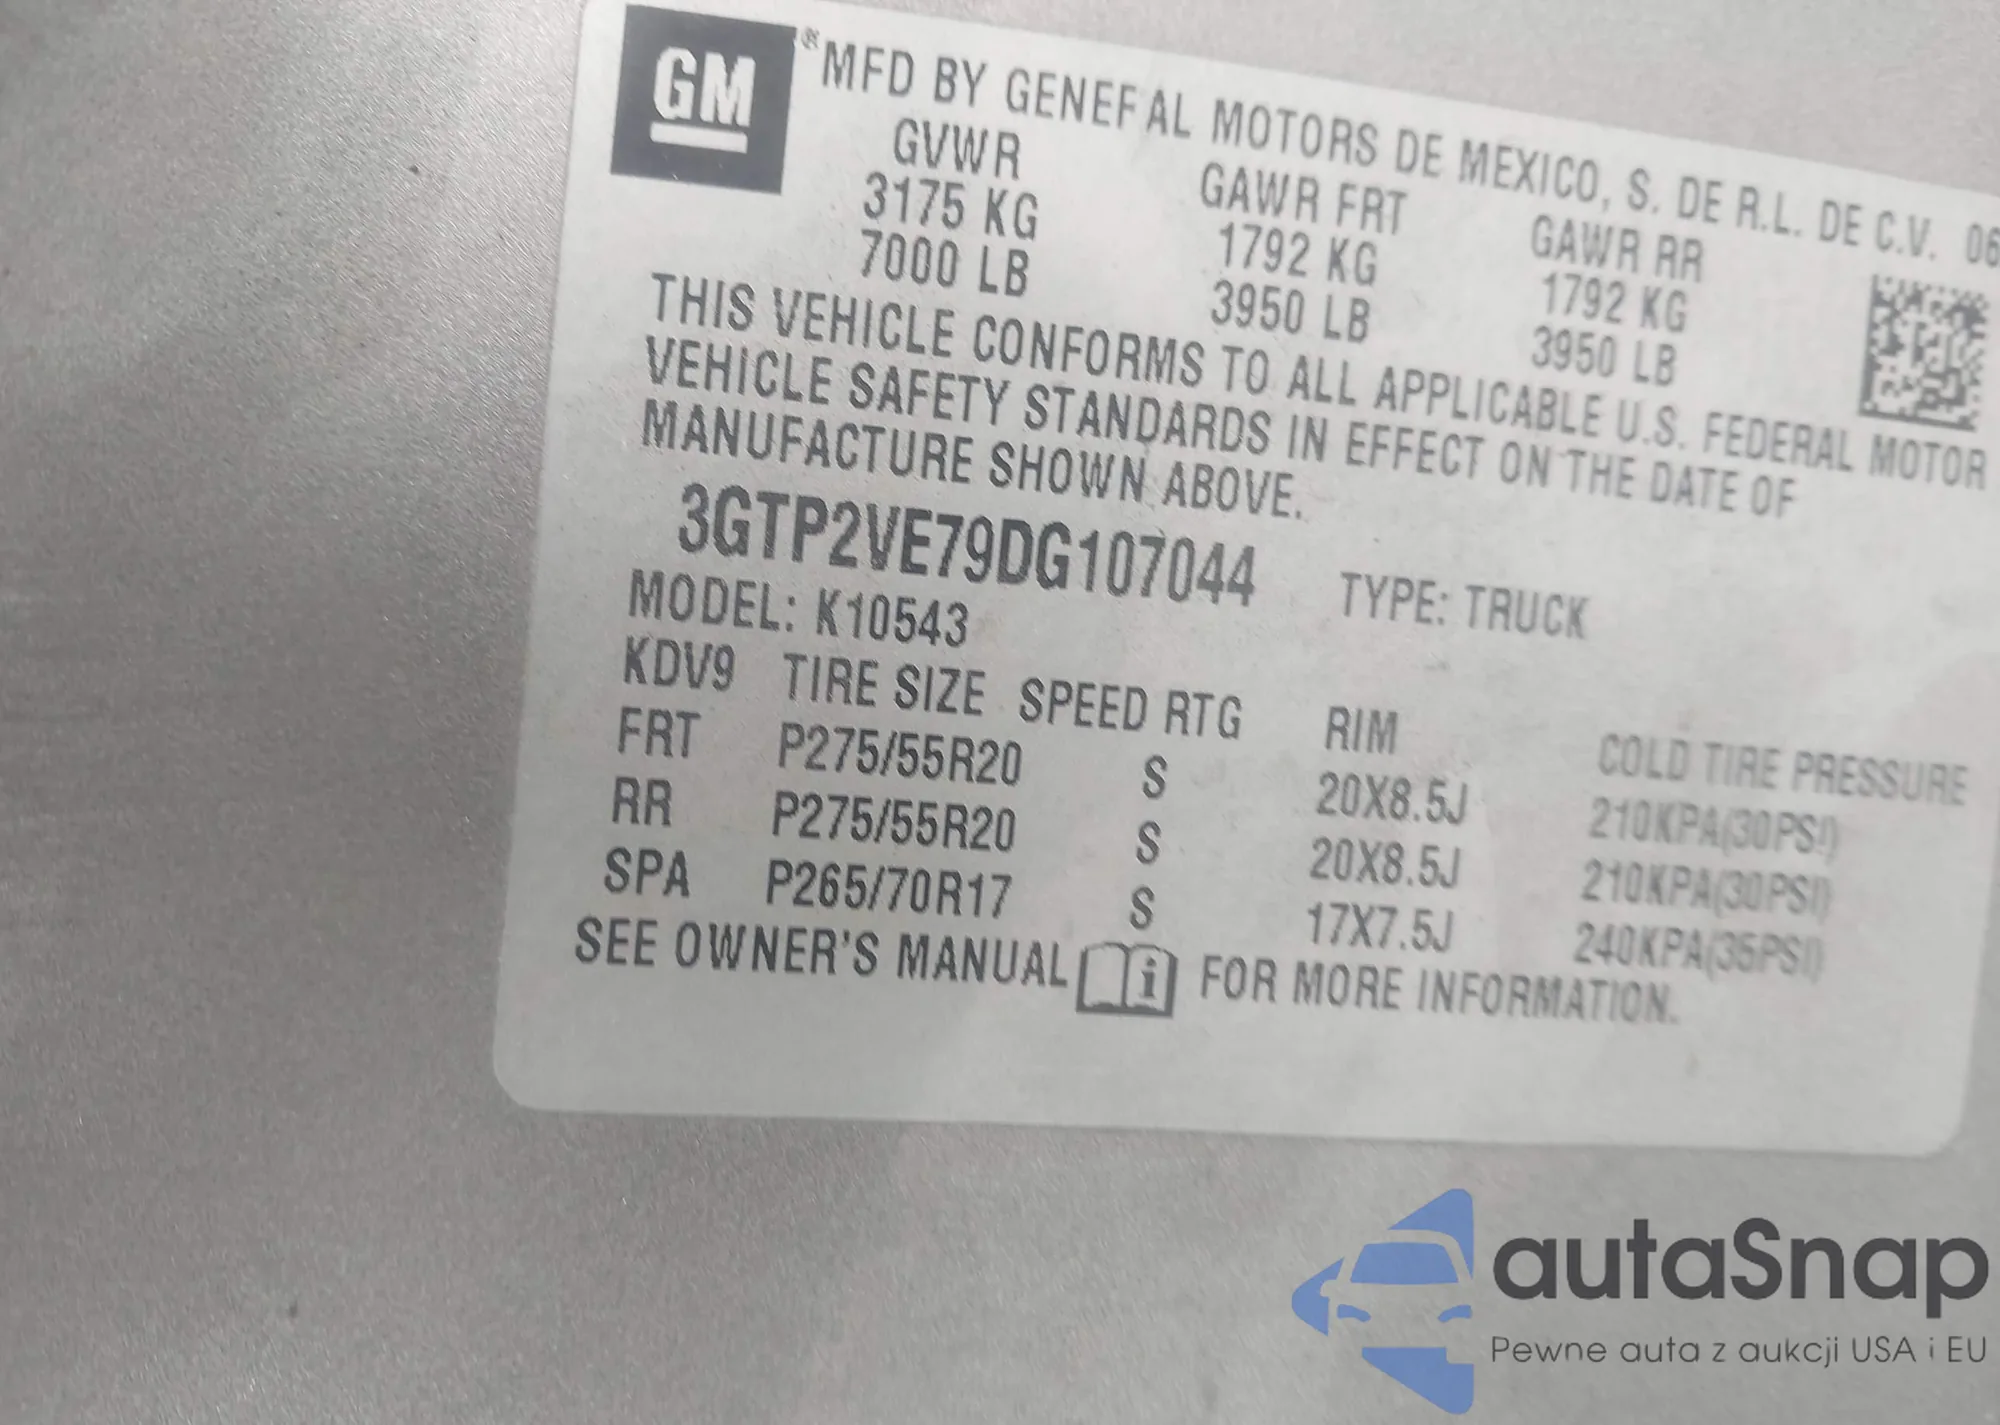 GM ® MFD BY GENERAL MOTORS DE MEXICO, S. DE R.L. DE C.V. 06
GVWR GAWR FRT GAWR RR
3175 KG 1792 KG 1792 KG
7000 LB 3950 LB 3950 LB
THIS VEHICLE CONFORMS TO ALL APPLICABLE U.S. FEDERAL MOTOR
VEHICLE SAFETY STANDARDS IN EFFECT ON THE DATE OF
MANUFACTURE SHOWN ABOVE.
3GTP2VE79DG107044 TYPE: TRUCK
MODEL: K10543
KDV9 TIRE SIZE SPEED RTG RIM COLD TIRE PRESSURE
FRT P275/55R20 S 20X8.5J 210KPA(30PSI)
RR P275/55R20 S 20X8.5J 210KPA(30PSI)
SPA P265/70R17 S 17X7.5J 240KPA(35PSI)
SEE OWNER'S MANUAL i FOR MORE INFORMATION.
autaSnap
Pewne auta z aukcji USA i EU